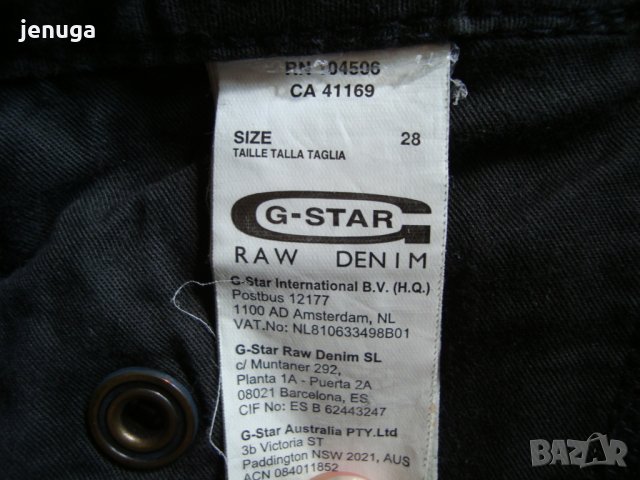 jenuga
RN 104506
CA 41169
SIZE 28
TAILLE TALLA TAGLIA
G-STAR
RAW DENIM
G-Star International B.V. (H.Q.)
Postbus 12177
1100 AD Amsterdam, NL
VAT.No: NL810633498B01
G-Star Raw Denim SL
c/ Muntaner 292,
Planta 1A - Puerta 2A
08021 Barcelona, ES
CIF No: ES B 62443247
G-Star Australia PTY.Ltd
3b Victoria ST
Paddington NSW 2021, AUS
ACN 084011852
BAZAR